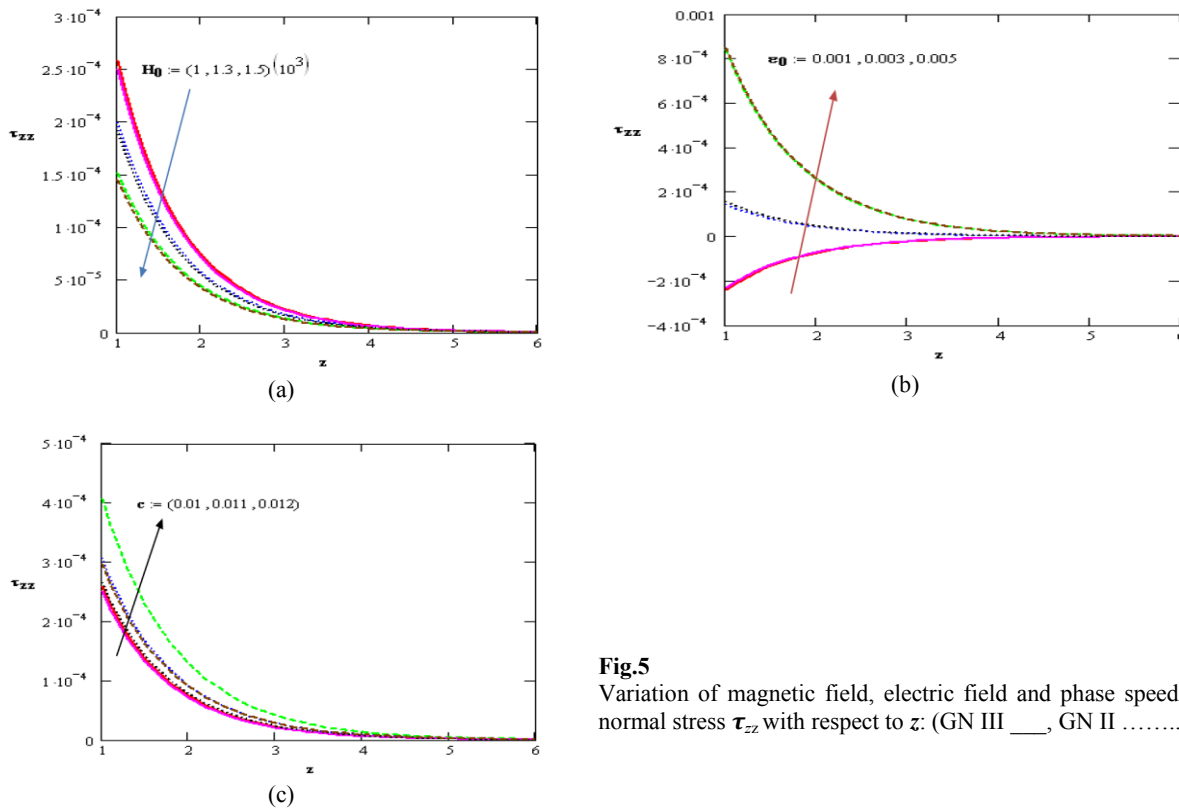 3·10⁻⁴
2.5·10⁻⁴
2·10⁻⁴
1.5·10⁻⁴
1·10⁻⁴
5·10⁻⁵
0
τzz
H0 := (1 , 1.3 , 1.5) (10³)
1 2 3 4 5 6
z
(a)
0.001
8·10⁻⁴
6·10⁻⁴
4·10⁻⁴
2·10⁻⁴
0
−2·10⁻⁴
−4·10⁻⁴
τzz
ε0 := 0.001 , 0.003 , 0.005
1 2 3 4 5
z
(b)
5·10⁻⁴
4·10⁻⁴
3·10⁻⁴
2·10⁻⁴
1·10⁻⁴
0
τzz
c := (0.01 , 0.011 , 0.012)
1 2 3 4 5 6
z
(c)
Fig.5
Variation of magnetic field, electric field and phase speed
normal stress τzz with respect to z: (GN III ___, GN II ……..